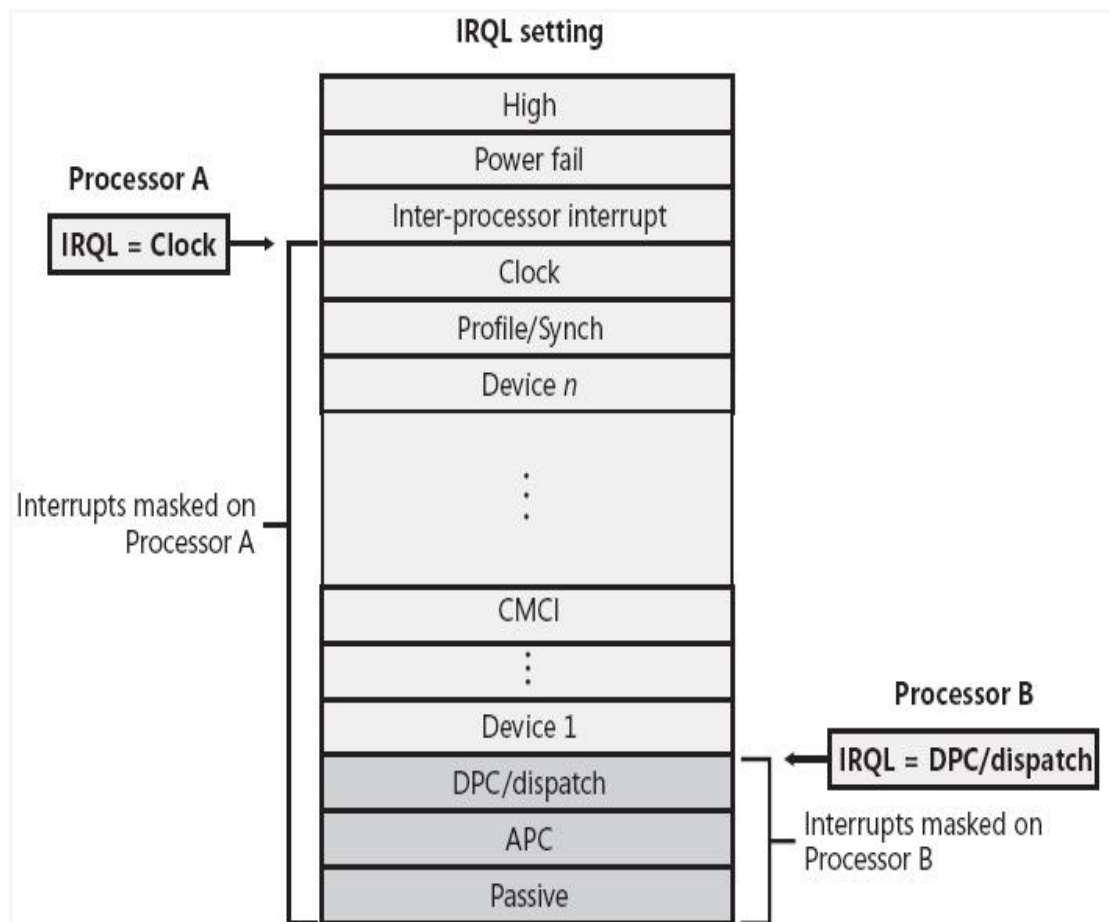 IRQL setting
High
Power fail
Processor A
Inter-processor interrupt
IRQL = Clock
Clock
Profile/Synch
Device n
⋮
Interrupts masked on
Processor A
CMCI
⋮
Processor B
Device 1
IRQL = DPC/dispatch
DPC/dispatch
APC
Interrupts masked on
Processor B
Passive